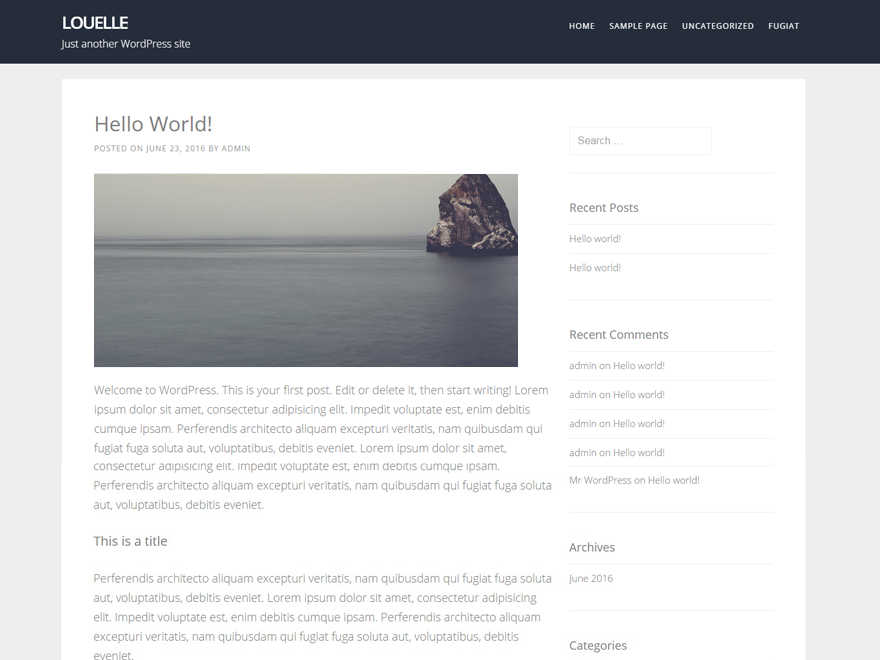 LOUELLE
Just another WordPress site
HOME SAMPLE PAGE UNCATEGORIZED FUGIAT
Hello World!
POSTED ON JUNE 23, 2016 BY ADMIN
Welcome to WordPress. This is your first post. Edit or delete it, then start writing! Lorem
ipsum dolor sit amet, consectetur adipisicing elit. Impedit voluptate est, enim debitis
cumque ipsam. Perferendis architecto aliquam excepturi veritatis, nam quibusdam qui
fugiat fuga soluta aut, voluptatibus, debitis eveniet. Lorem ipsum dolor sit amet,
consectetur adipisicing elit. Impedit voluptate est, enim debitis cumque ipsam.
Perferendis architecto aliquam excepturi veritatis, nam quibusdam qui fugiat fuga soluta
aut, voluptatibus, debitis eveniet.
This is a title
Perferendis architecto aliquam excepturi veritatis, nam quibusdam qui fugiat fuga soluta
aut, voluptatibus, debitis eveniet. Lorem ipsum dolor sit amet, consectetur adipisicing
elit. Impedit voluptate est, enim debitis cumque ipsam. Perferendis architecto aliquam
excepturi veritatis, nam quibusdam qui fugiat fuga soluta aut, voluptatibus, debitis
eveniet.
Search …
Recent Posts
Hello world!
Hello world!
Recent Comments
admin on Hello world!
admin on Hello world!
admin on Hello world!
admin on Hello world!
Mr WordPress on Hello world!
Archives
June 2016
Categories